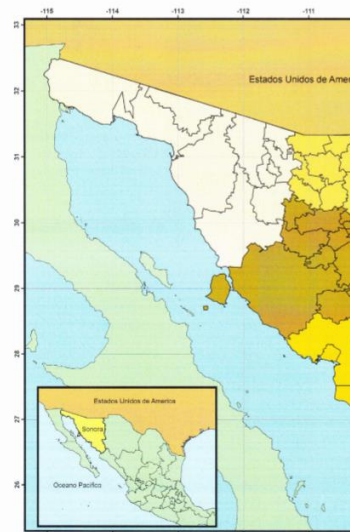 -115 -114 -113 -112 -111
33
Estados Unidos de Amer
32
31
30
29
28
27
26
Estados Unidos de America
Sonora
Oceano Pacifico